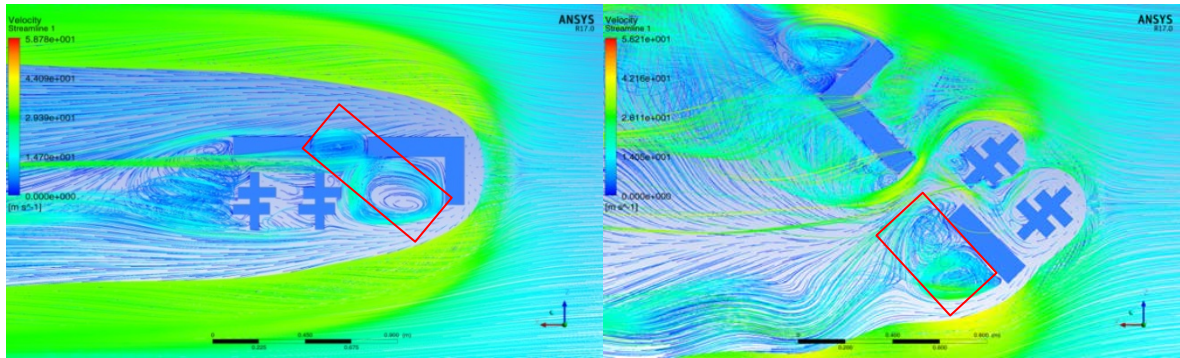 Velocity
Streamline 1
5.878e+001
4.409e+001
2.939e+001
1.470e+001
0.000e+000
[m s^-1]
ANSYS
R17.0
0
0.450
0.900 (m)
0.225
0.675
Velocity
Streamline 1
5.621e+001
4.216e+001
2.811e+001
1.405e+001
0.000e+000
[m s^-1]
ANSYS
R17.0
0
0.400
0.800 (m)
0.200
0.600